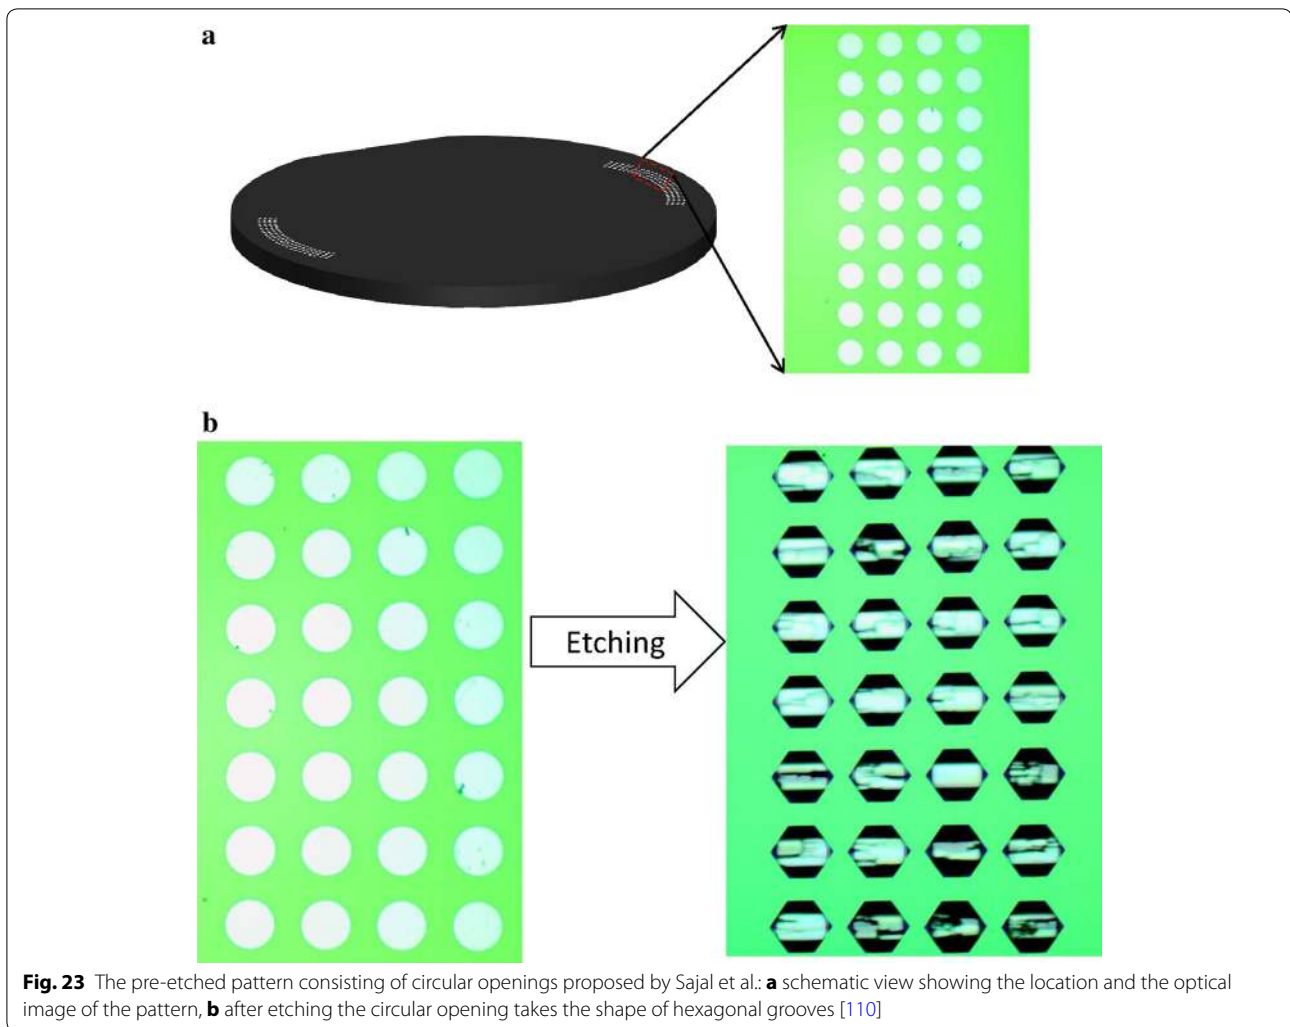 a
b
Etching
Fig. 23 The pre-etched pattern consisting of circular openings proposed by Sajal et al.: a schematic view showing the location and the optical
image of the pattern, b after etching the circular opening takes the shape of hexagonal grooves [110]